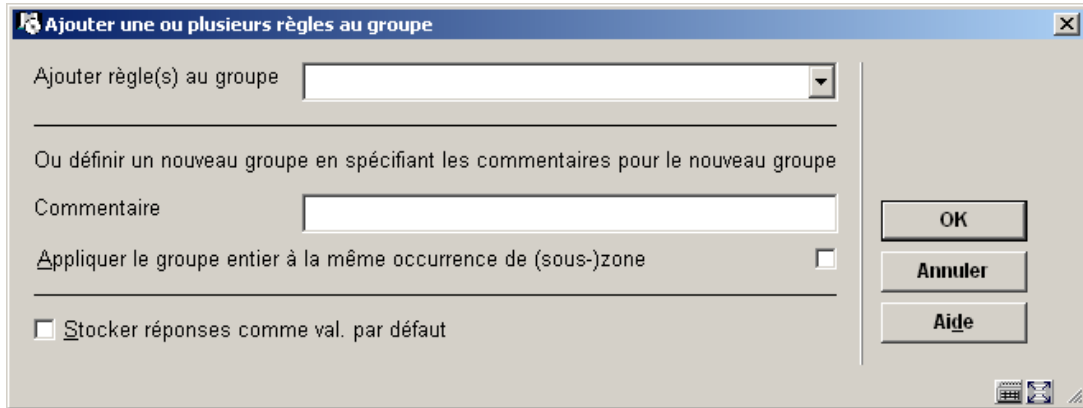 Ajouter une ou plusieurs règles au groupe
Ajouter règle(s) au groupe
Ou définir un nouveau groupe en spécifiant les commentaires pour le nouveau groupe
Commentaire
Appliquer le groupe entier à la même occurrence de (sous-)zone
Stocker réponses comme val. par défaut
OK
Annuler
Aide